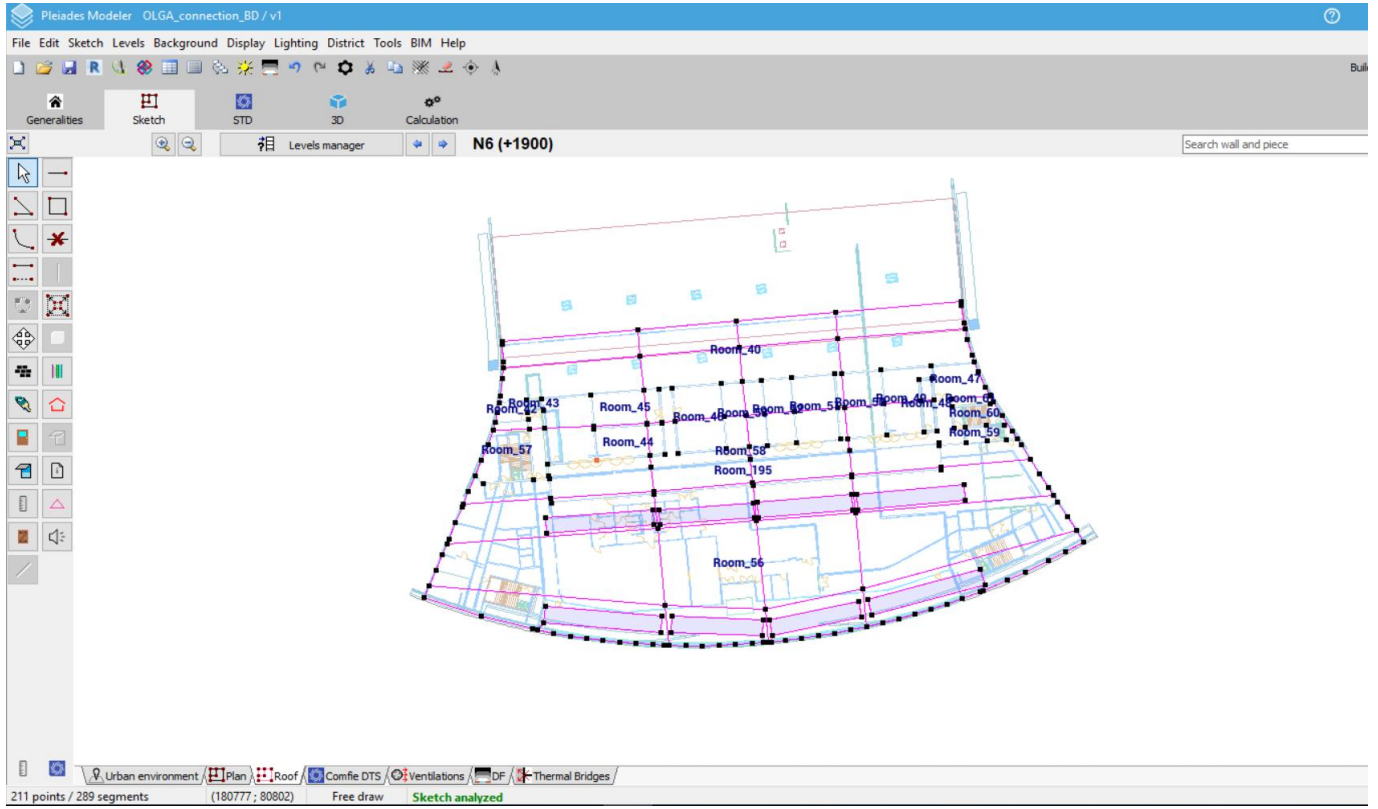 Pleiades Modeler OLGA_connection_BD / v1
File Edit Sketch Levels Background Display Lighting District Tools BIM Help
Generalities Sketch STD 3D Calculation
Levels manager N6 (+1900) Search wall and piece
Room_40
Room_47
Room_43
Room_45
Room_60
Room_59
Room_44
Room_57
Room_58
Room_195
Room_56
Urban environment Plan Roof Comfie DTS Ventilations DF Thermal Bridges
211 points / 289 segments (180777 ; 80802) Free draw Sketch analyzed